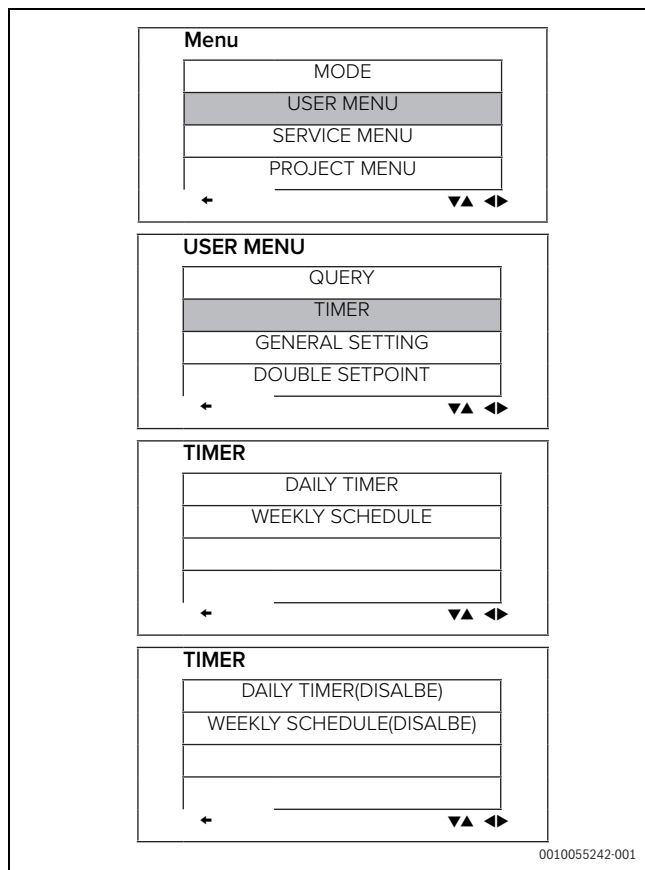 Menu
MODE
USER MENU
SERVICE MENU
PROJECT MENU
USER MENU
QUERY
TIMER
GENERAL SETTING
DOUBLE SETPOINT
TIMER
DAILY TIMER
WEEKLY SCHEDULE
TIMER
DAILY TIMER(DISALBE)
WEEKLY SCHEDULE(DISALBE)
0010055242-001